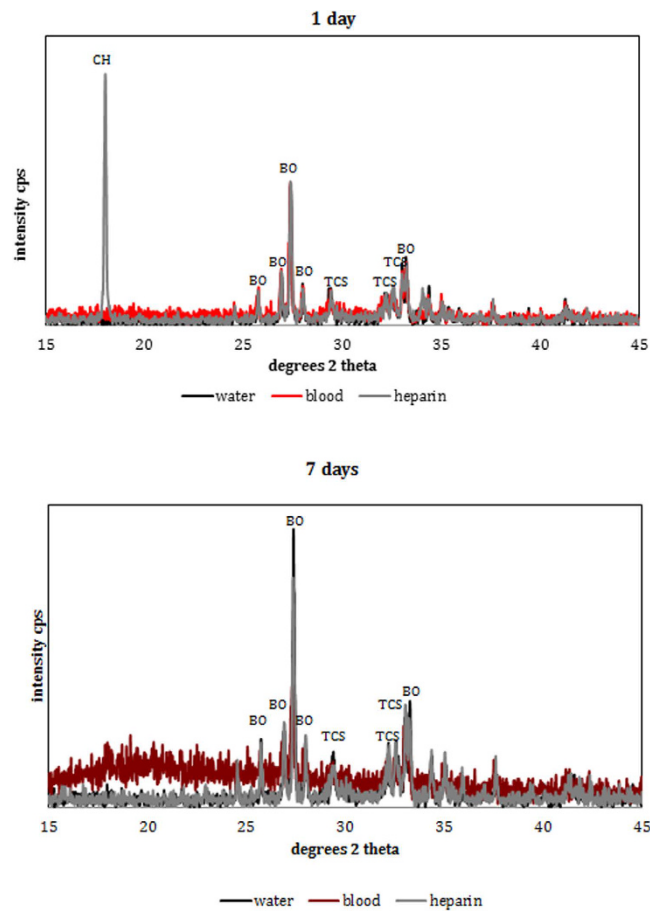 1 day
CH
BO
BO
BO
BO
TCS
TCS
TCS
BO
intensity cps
15 20 25 30 35 40 45
degrees 2 theta
water blood heparin
7 days
BO
BO
BO
BO
TCS
TCS
TCS
BO
intensity cps
15 20 25 30 35 40 45
degrees 2 theta
water blood heparin